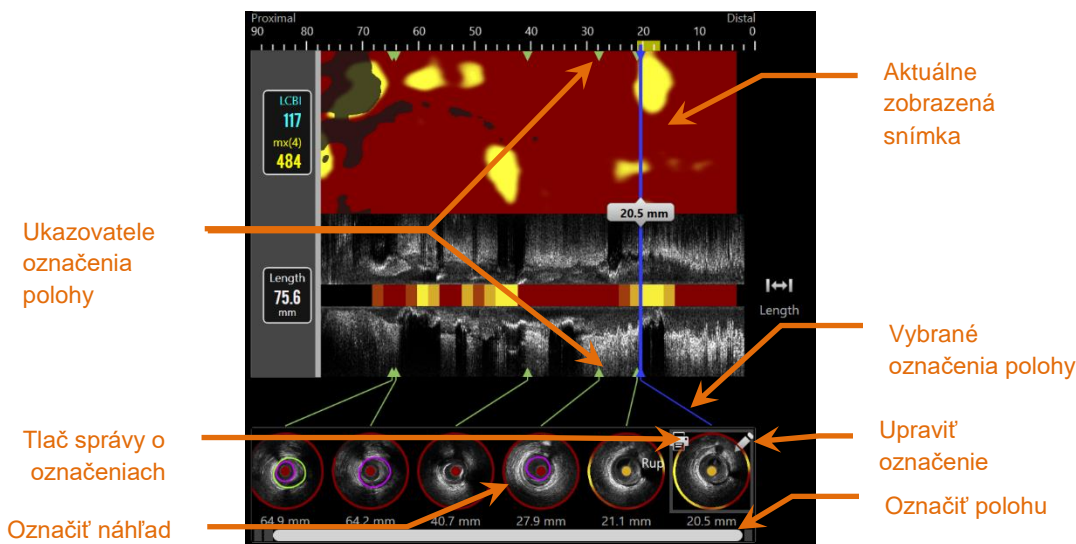 Proximal Distal
90 80 70 60 50 40 30 20 10 0
LCBI
117
mx(4)
484
Aktuálne
zobrazená
snímka
20.5 mm
Ukazovatele
označenia
polohy
Length
75.6
mm
Length
Vybrané
označenia polohy
Tlač správy o
označeniach
Upraviť
označenie
Rup
Označiť náhľad
64.9 mm 64.2 mm 40.7 mm 27.9 mm 21.1 mm 20.5 mm
Označiť polohu